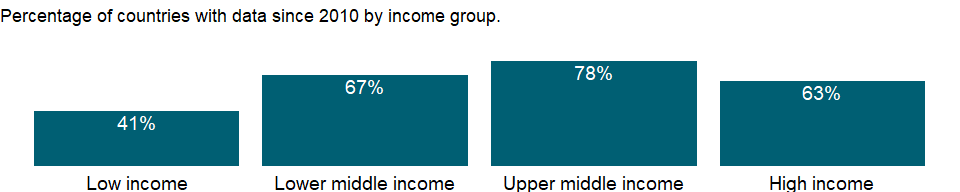 Percentage of countries with data since 2010 by income group.
41%
67%
78%
63%
Low income
Lower middle income
Upper middle income
High income